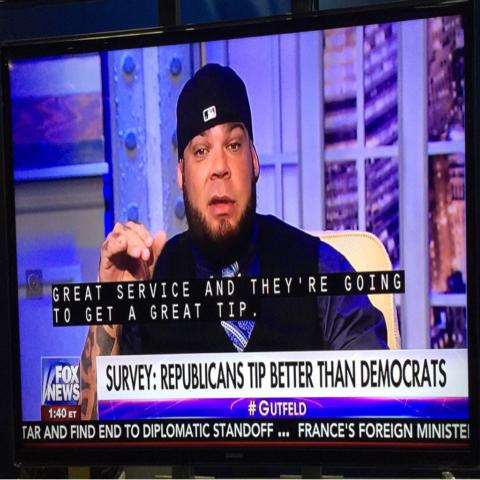 GREAT SERVICE AND THEY'RE GOING
TO GET A GREAT TIP.
SURVEY: REPUBLICANS TIP BETTER THAN DEMOCRATS
FOX
NEWS
#GUTFELD
1:40 ET
TAR AND FIND END TO DIPLOMATIC STANDOFF ... FRANCE'S FOREIGN MINISTE
SAMSUNG